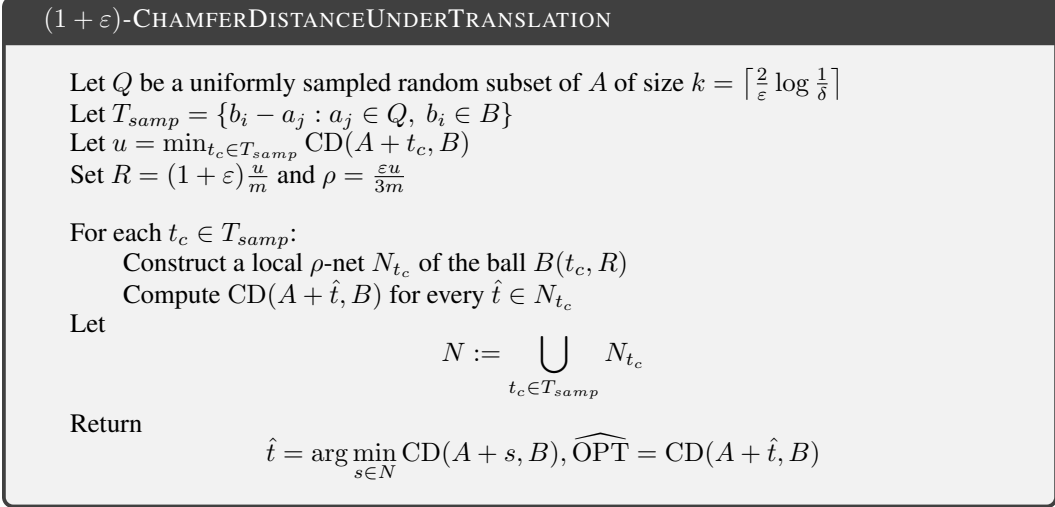 (1 + ε)-CHAMFERDISTANCEUNDERTRANSLATION
Let Q be a uniformly sampled random subset of A of size k = ⌈2/ε log 1/δ⌉
Let T_samp = {b_i − a_j : a_j ∈ Q, b_i ∈ B}
Let u = min_{t_c∈T_samp} CD(A + t_c, B)
Set R = (1 + ε) u/m and ρ = εu/3m
For each t_c ∈ T_samp:
Construct a local ρ-net N_{t_c} of the ball B(t_c, R)
Compute CD(A + t̂, B) for every t̂ ∈ N_{t_c}
Let
N := ⋃_{t_c∈T_samp} N_{t_c}
Return
t̂ = arg min_{s∈N} CD(A + s, B), \widehat{OPT} = CD(A + t̂, B)